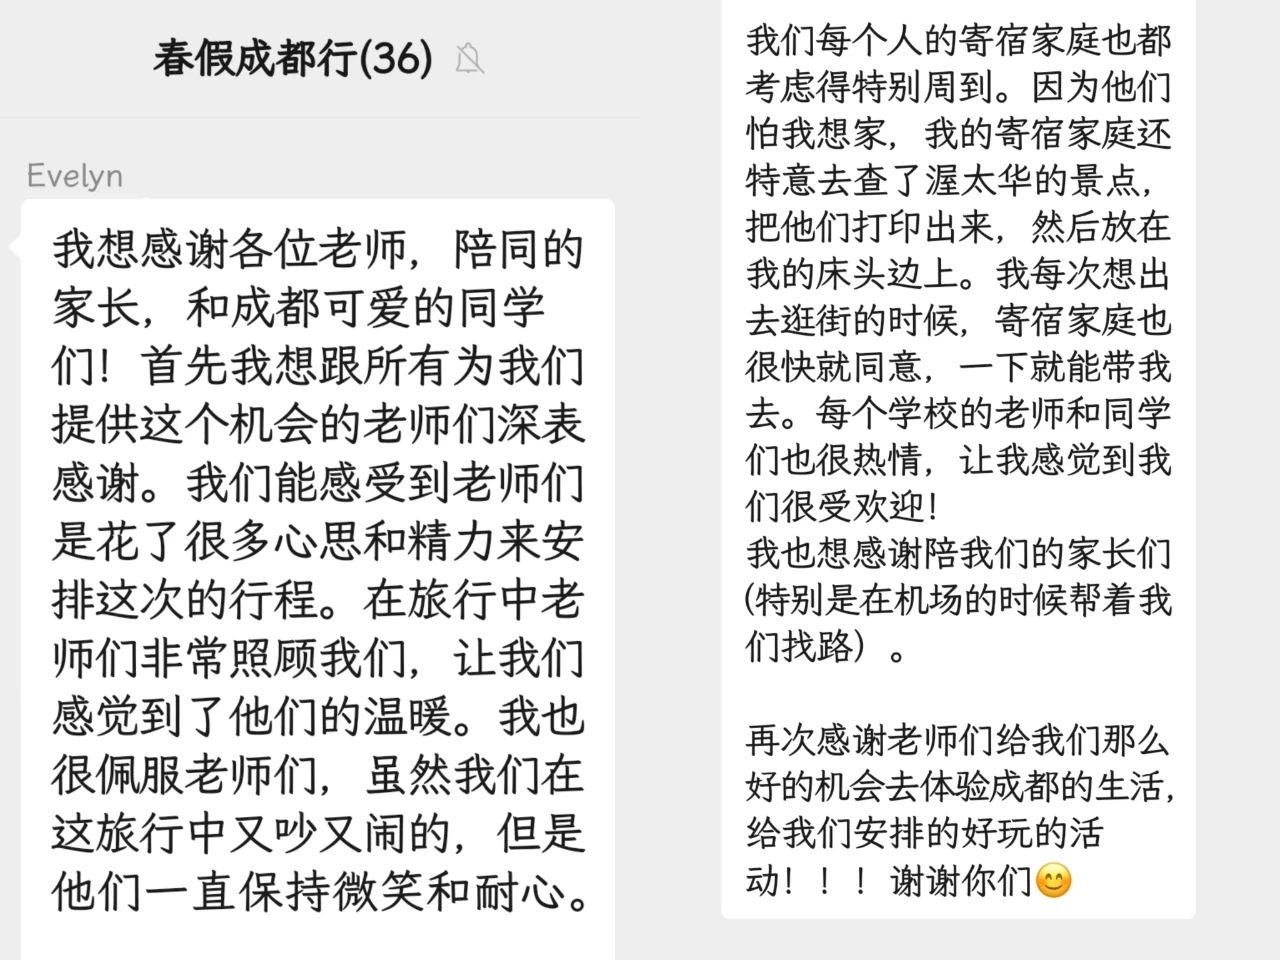 春假成都行(36)
Evelyn
我想感谢各位老师，陪同的
家长，和成都可爱的同学
们！首先我想跟所有为我们
提供这个机会的老师们深表
感谢。我们能感受到老师们
是花了很多心思和精力来安
排这次的行程。在旅行中老
师们非常照顾我们，让我们
感觉到了他们的温暖。我也
很佩服老师们，虽然我们在
这旅行中又吵又闹的，但是
他们一直保持微笑和耐心。
我们每个人的寄宿家庭也都
考虑得特别周到。因为他们
怕我想家，我的寄宿家庭还
特意去查了渥太华的景点，
把他们打印出来，然后放在
我的床头边上。我每次想出
去逛街的时候，寄宿家庭也
很快就同意，一下就能带我
去。每个学校的老师和同学
们也很热情，让我感觉到我
们很受欢迎！
我也想感谢陪我们的家长们
(特别是在机场的时候帮着我
们找路）。
再次感谢老师们给我们那么
好的机会去体验成都的生活，
给我们安排的好玩的活
动！！！谢谢你们😊